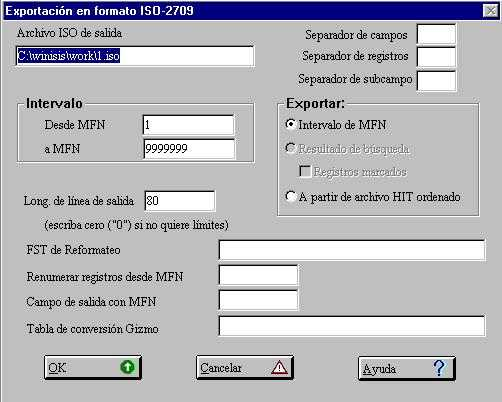 Exportación en formato ISO-2709
Archivo ISO de salida
C:\winisis\work\1.iso
Separador de campos
Separador de registros
Separador de subcampo
Intervalo
Desde MFN 1
a MFN 9999999
Exportar:
Intervalo de MFN
Resultado de búsqueda
Registros marcados
A partir de archivo HIT ordenado
Long. de línea de salida 80
(escriba cero ("0") si no quiere límites)
FST de Reformateo
Renumerar registros desde MFN
Campo de salida con MFN
Tabla de conversión Gizmo
OK
Cancelar
Ayuda ?